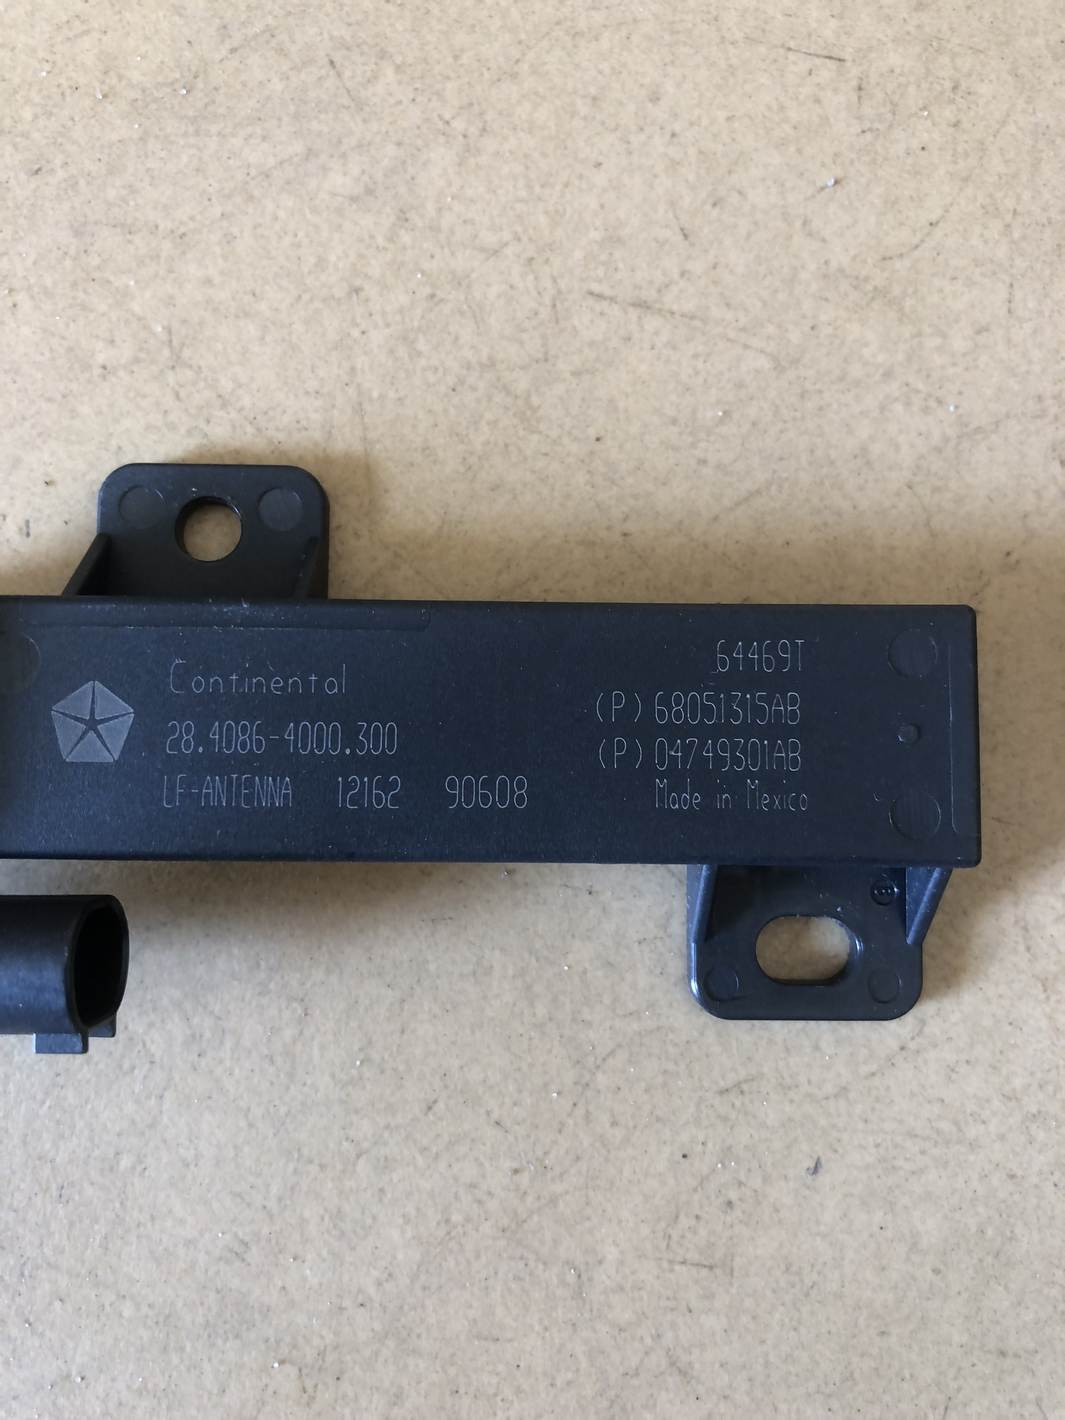 Continental
28.4086-4000.300
LF-ANTENNA 12162 90608
64469T
(P) 68051315AB
(P) 04749301AB
Made in Mexico